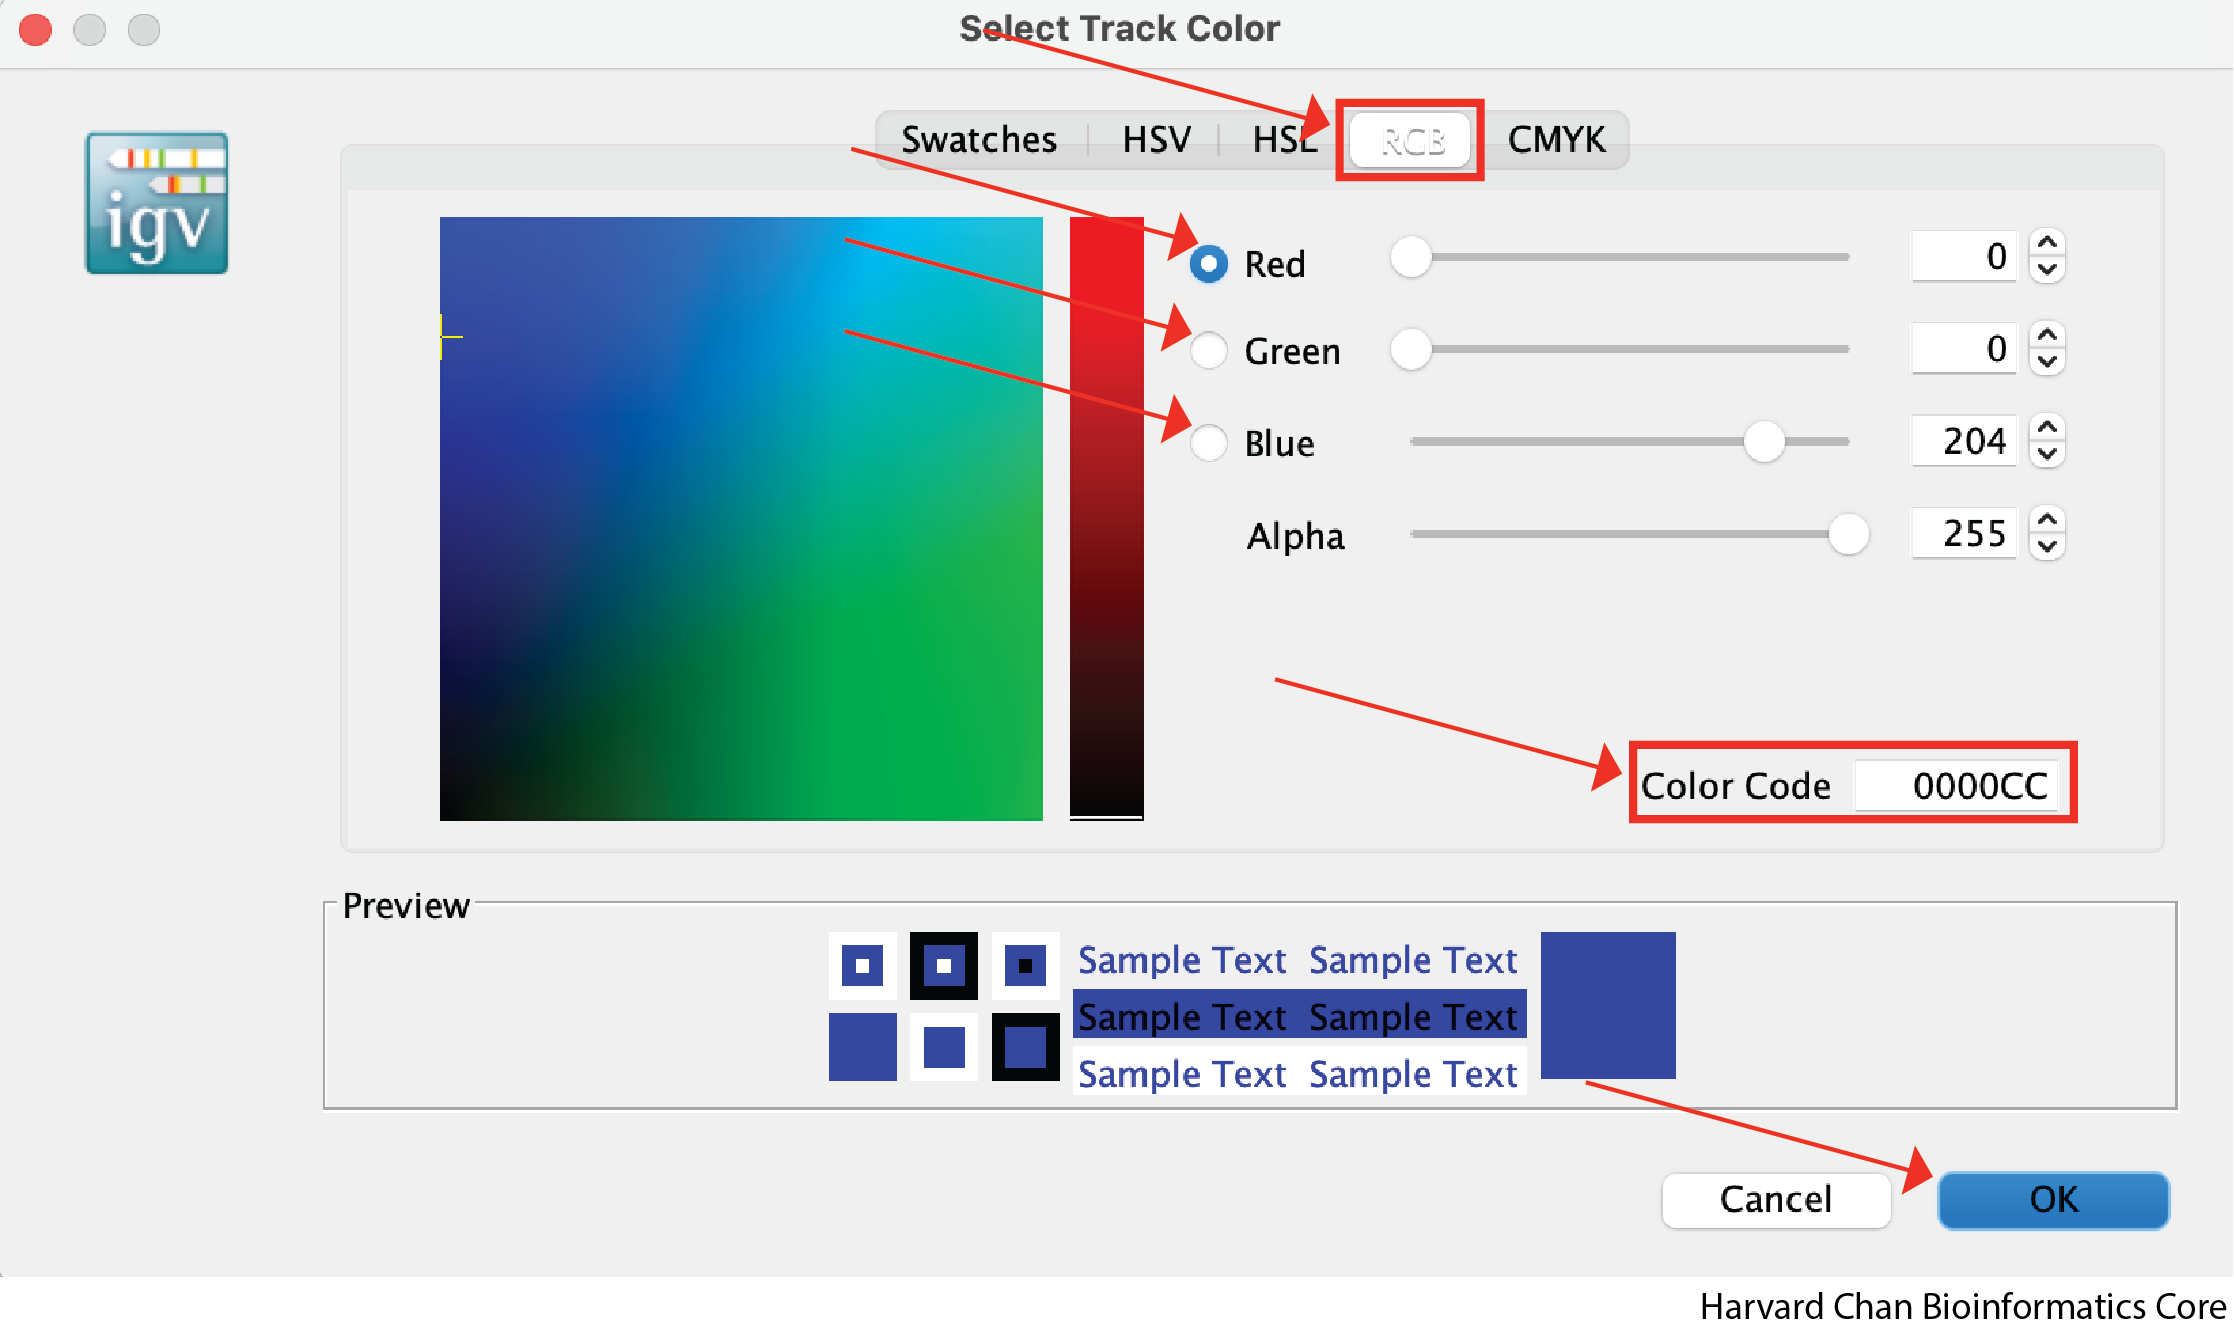 Select Track Color
igv
Swatches HSV HSL RGB CMYK
Red 0
Green 0
Blue 204
Alpha 255
Color Code 0000CC
Preview
Sample Text Sample Text
Sample Text Sample Text
Sample Text Sample Text
Cancel OK
Harvard Chan Bioinformatics Core